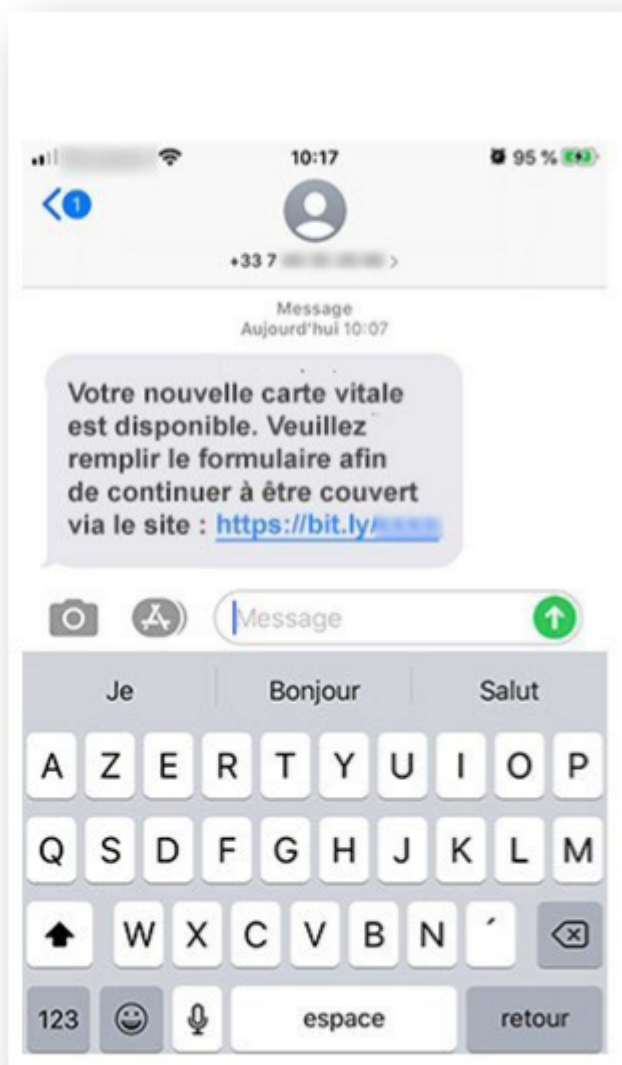 10:17
95 %
1
+33 7
Message
Aujourd'hui 10:07
Votre nouvelle carte vitale
est disponible. Veuillez
remplir le formulaire afin
de continuer à être couvert
via le site : https://bit.ly/
Message
Je Bonjour Salut
A Z E R T Y U I O P
Q S D F G H J K L M
W X C V B N ´
123 espace retour